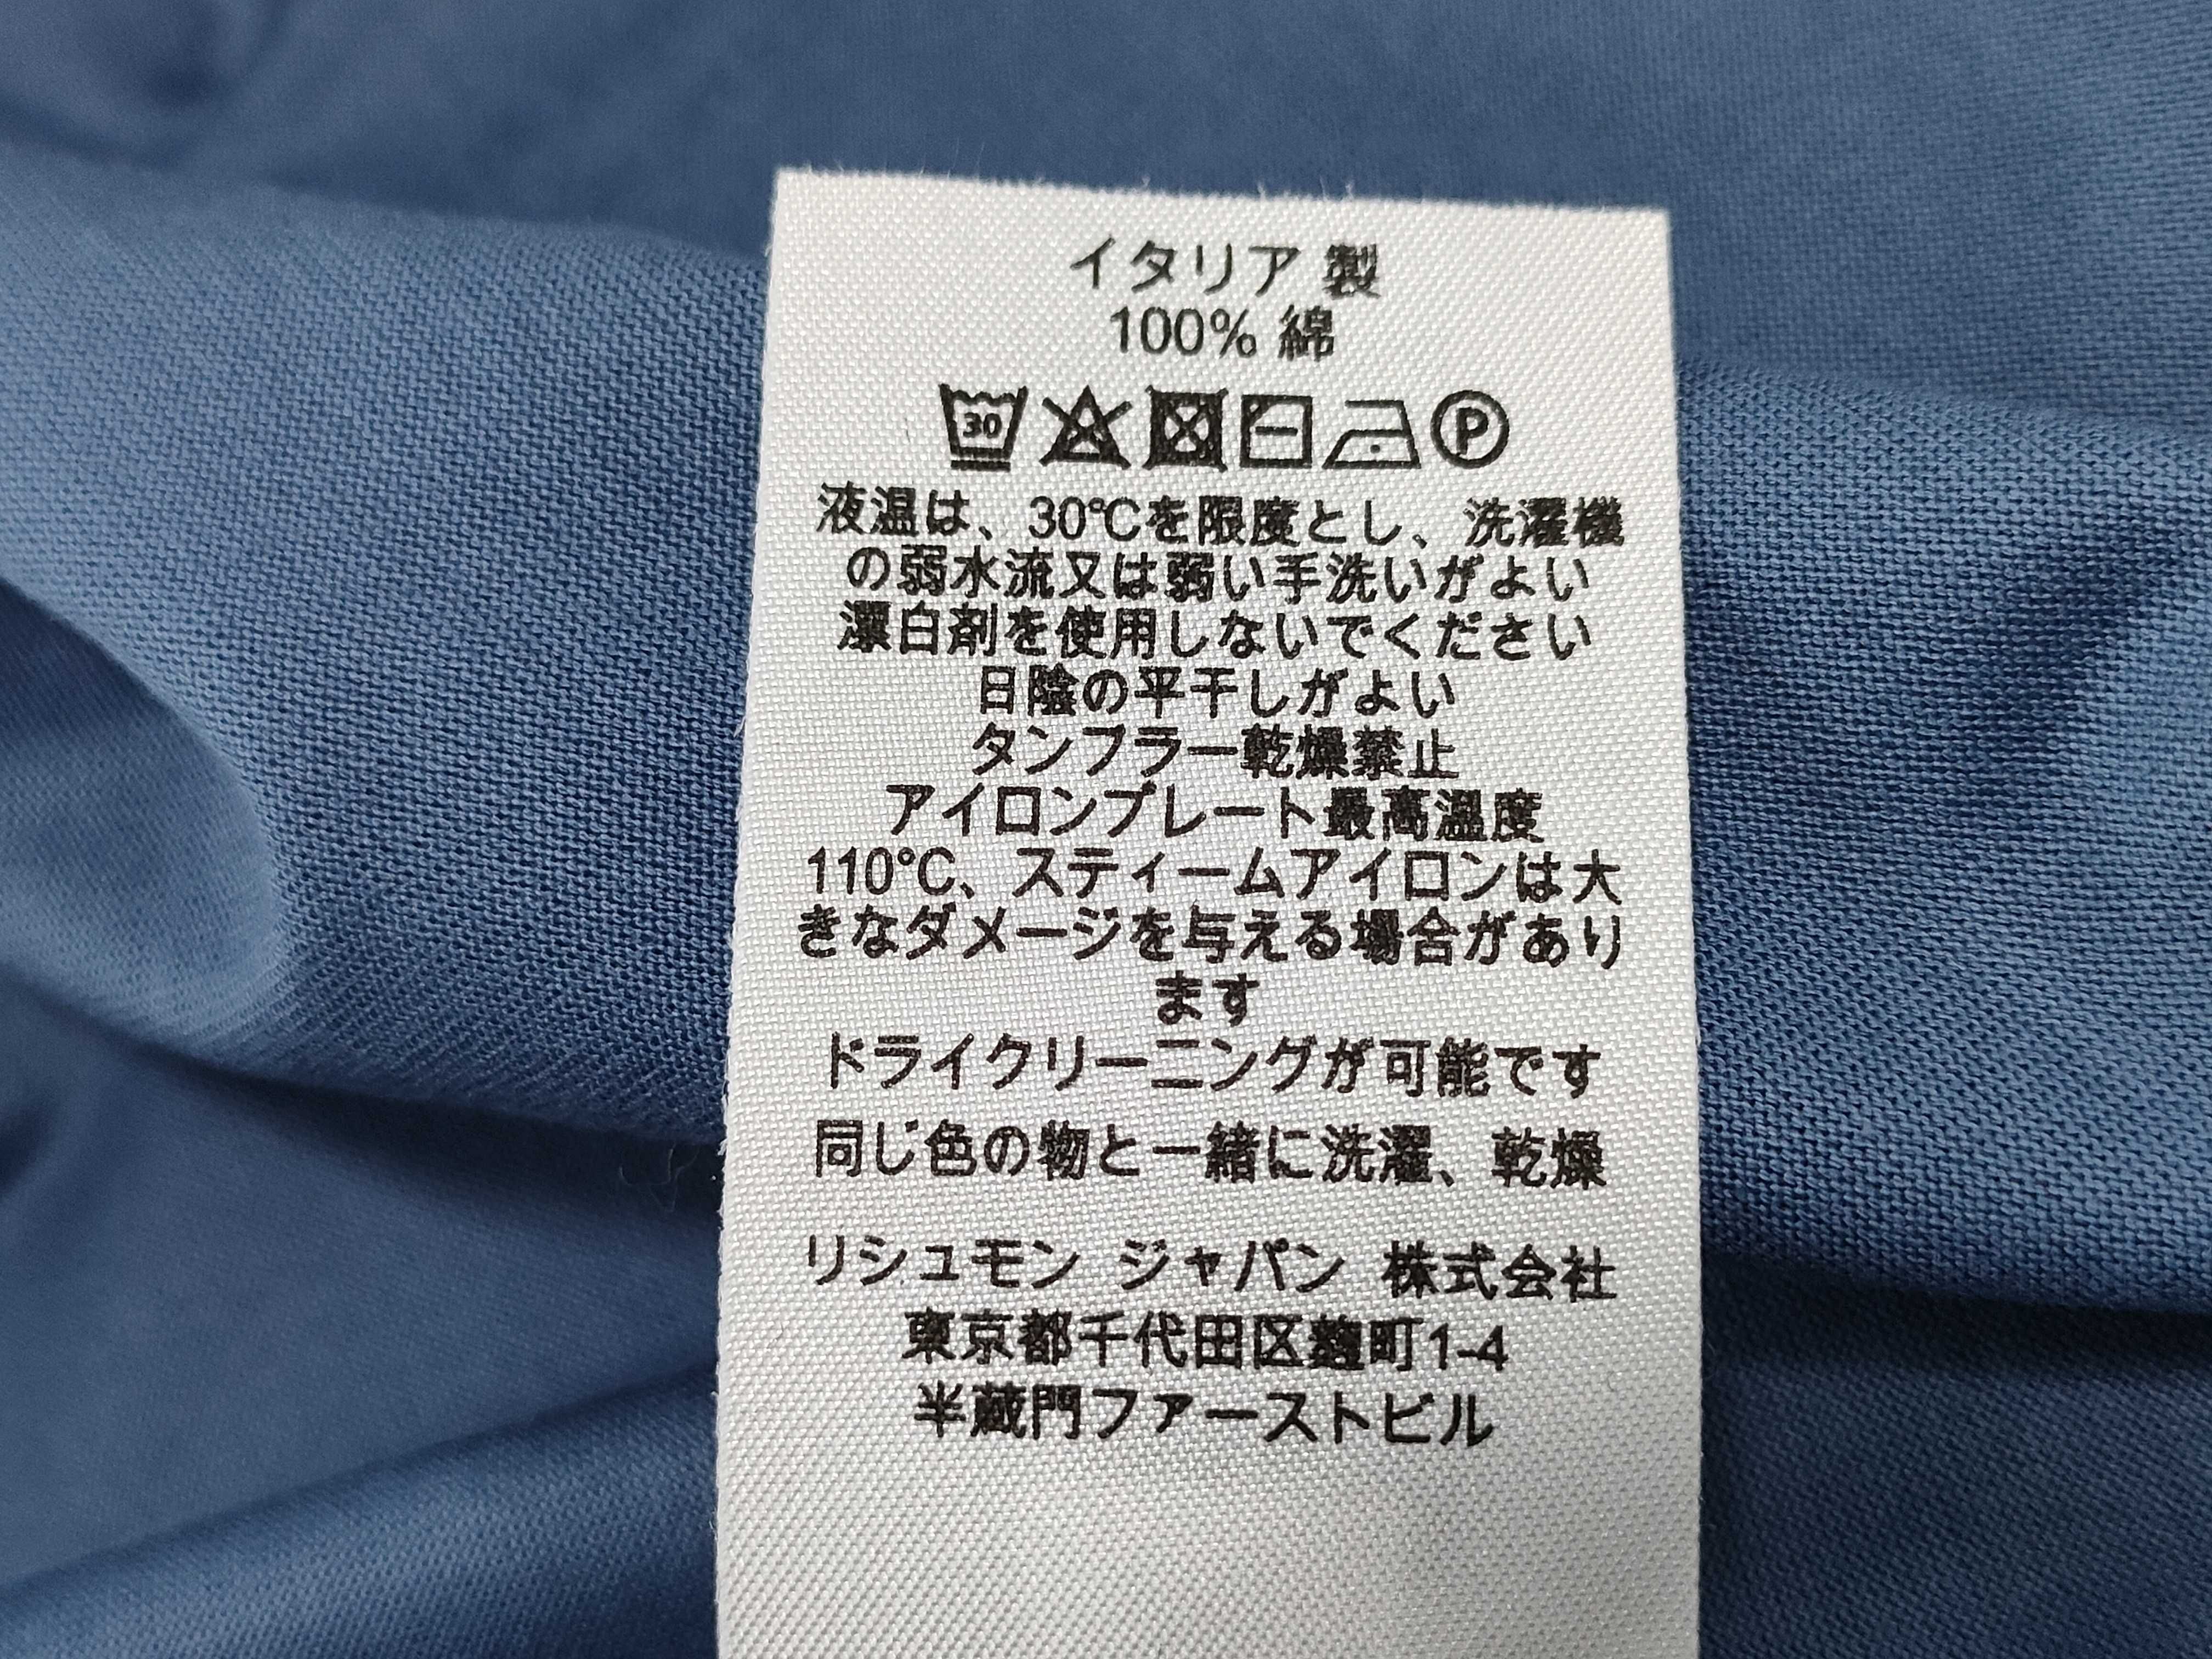 イタリア 製
100% 綿
30
P
液温は、30℃を限度とし、洗濯機
の弱水流又は弱い手洗いがよい
漂白剤を使用しないでください
日陰の平干しがよい
タンブラー乾燥禁止
アイロンプレート最高温度
110°C、スティームアイロンは大
きなダメージを与える場合があり
ます
ドライクリーニングが可能です
同じ色の物と一緒に洗濯、乾燥
リシュモン ジャパン 株式会社
東京都千代田区麹町1-4
半蔵門ファーストビル